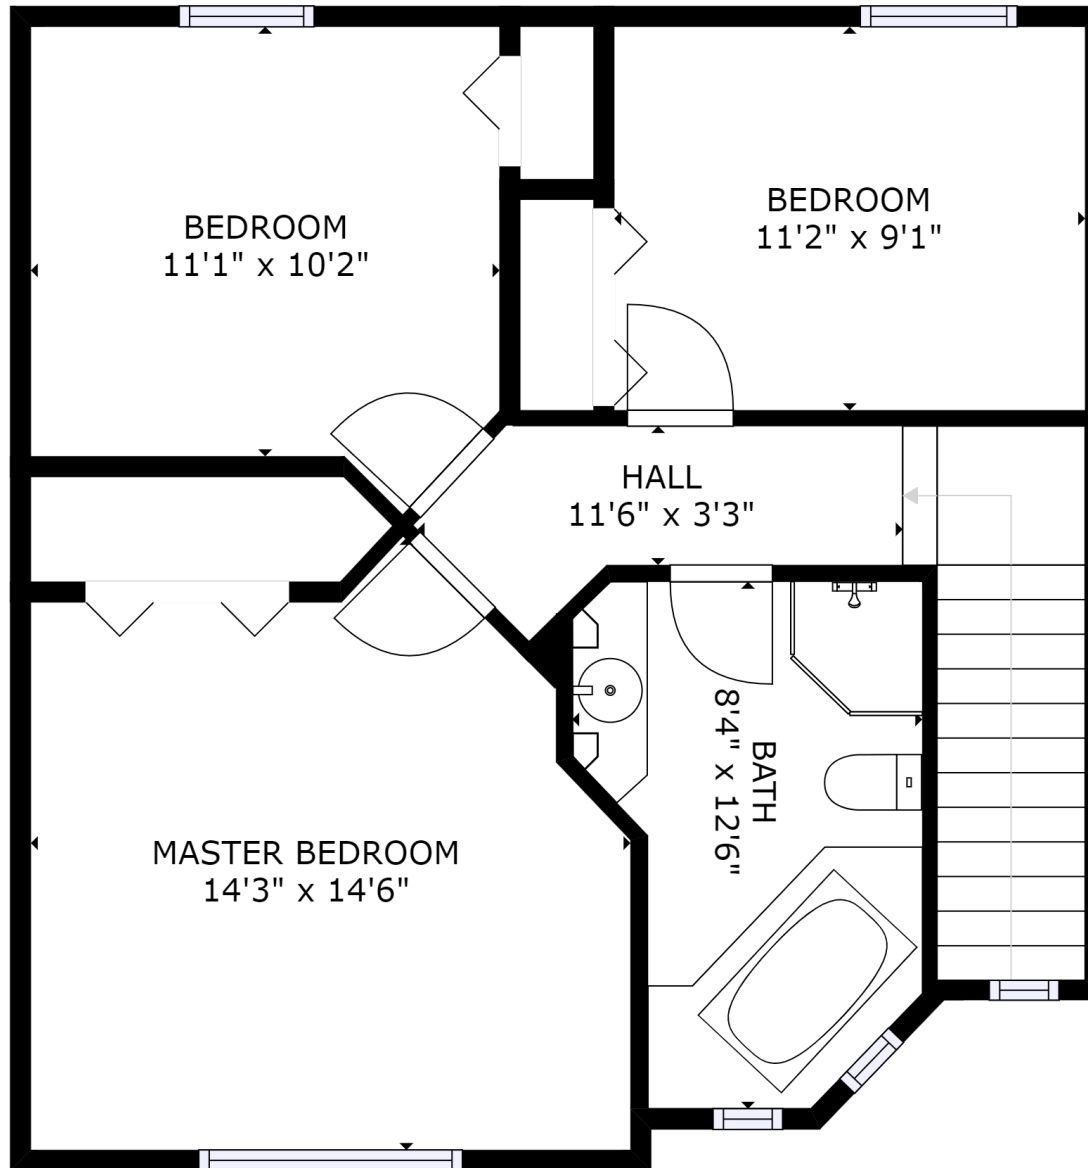 BEDROOM
11'1" x 10'2"
BEDROOM
11'2" x 9'1"
HALL
11'6" x 3'3"
BATH
8'4" x 12'6"
MASTER BEDROOM
14'3" x 14'6"